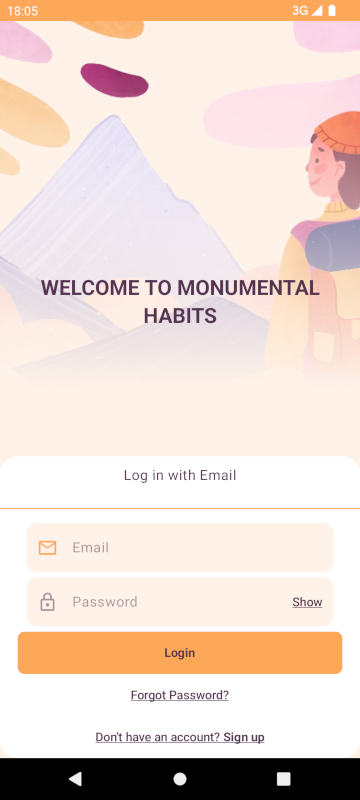 18:05
3G
WELCOME TO MONUMENTAL
HABITS
Log in with Email
Email
Password
Show
Login
Forgot Password?
Don't have an account? Sign up